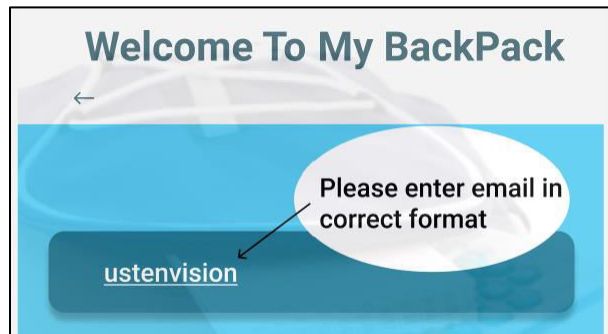 Welcome To My BackPack
←
Please enter email in
correct format
ustenvision